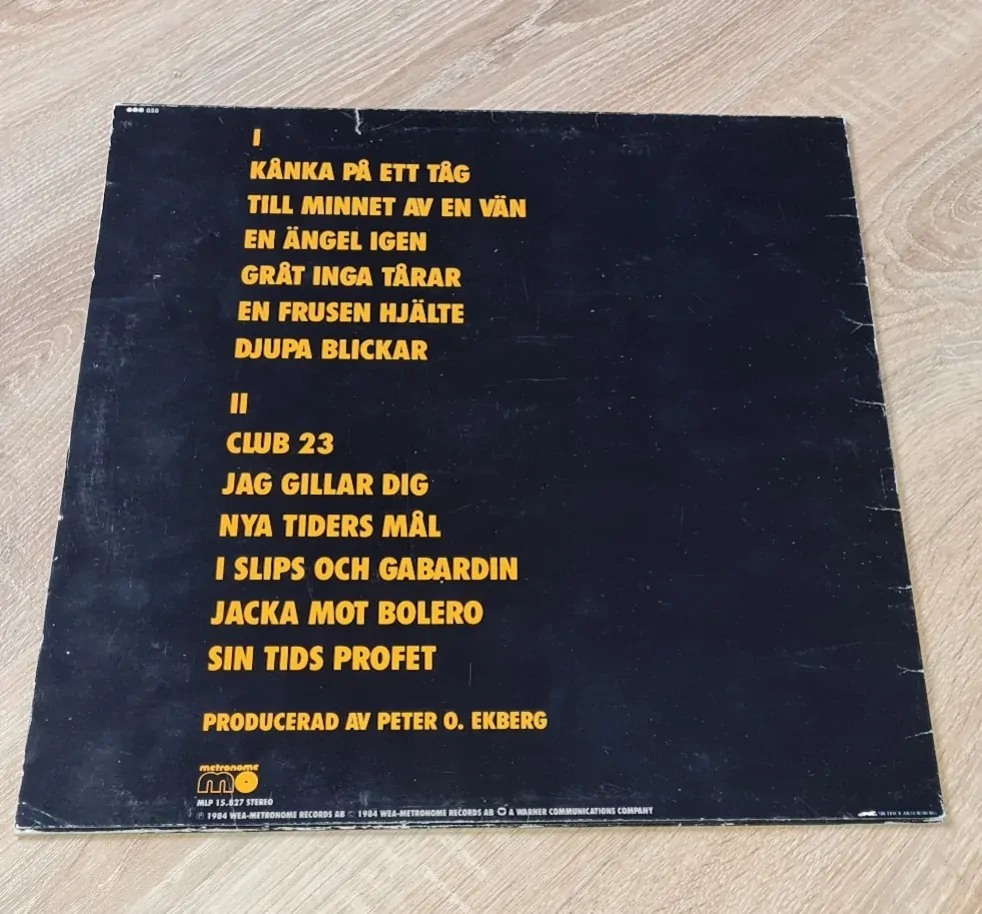 050
I
KÅNKA PÅ ETT TÅG
TILL MINNET AV EN VÄN
EN ÄNGEL IGEN
GRÅT INGA TÅRAR
EN FRUSEN HJÄLTE
DJUPA BLICKAR
II
CLUB 23
JAG GILLAR DIG
NYA TIDERS MÅL
I SLIPS OCH GABARDIN
JACKA MOT BOLERO
SIN TIDS PROFET
PRODUCERAD AV PETER O. EKBERG
metronome
mo
MLP 15.827 STEREO
Ⓟ 1984 WEA-METRONOME RECORDS AB © 1984 WEA-METRONOME RECORDS AB A WARNER COMMUNICATIONS COMPANY